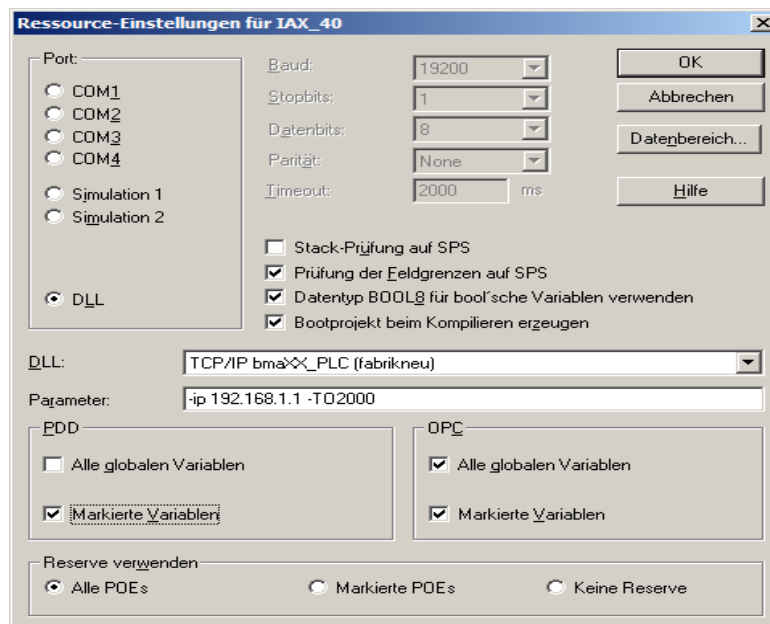 Ressource-Einstellungen für IAX_40
Port:
COM1
COM2
COM3
COM4
Simulation 1
Simulation 2
DLL
Baud: 19200
Stopbits: 1
Datenbits: 8
Parität: None
Timeout: 2000 ms
OK
Abbrechen
Datenbereich...
Hilfe
Stack-Prüfung auf SPS
Prüfung der Feldgrenzen auf SPS
Datentyp BOOL8 für bool´sche Variablen verwenden
Bootprojekt beim Kompilieren erzeugen
DLL: TCP/IP bmaXX_PLC (fabrikneu)
Parameter: -ip 192.168.1.1 -TO2000
PDD
Alle globalen Variablen
Markierte Variablen
OPC
Alle globalen Variablen
Markierte Variablen
Reserve verwenden
Alle POEs
Markierte POEs
Keine Reserve